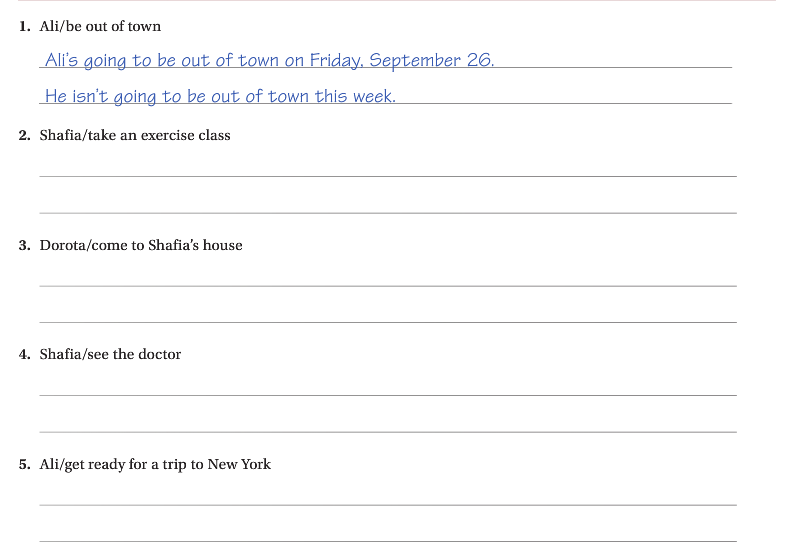 1. Ali/be out of town
Ali's going to be out of town on Friday, September 26.
He isn't going to be out of town this week.
2. Shafia/take an exercise class
3. Dorota/come to Shafia's house
4. Shafia/see the doctor
5. Ali/get ready for a trip to New York